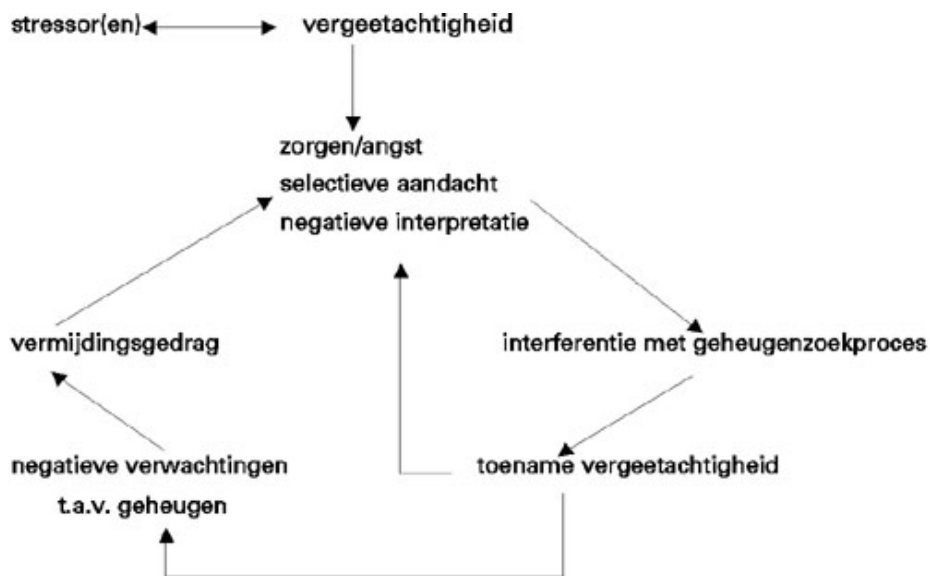 stressor(en) vergeetachtigheid
zorgen/angst
selectieve aandacht
negatieve interpretatie
vermijdingsgedrag interferentie met geheugenzoekproces
negatieve verwachtingen toename vergeetachtigheid
t.a.v. geheugen